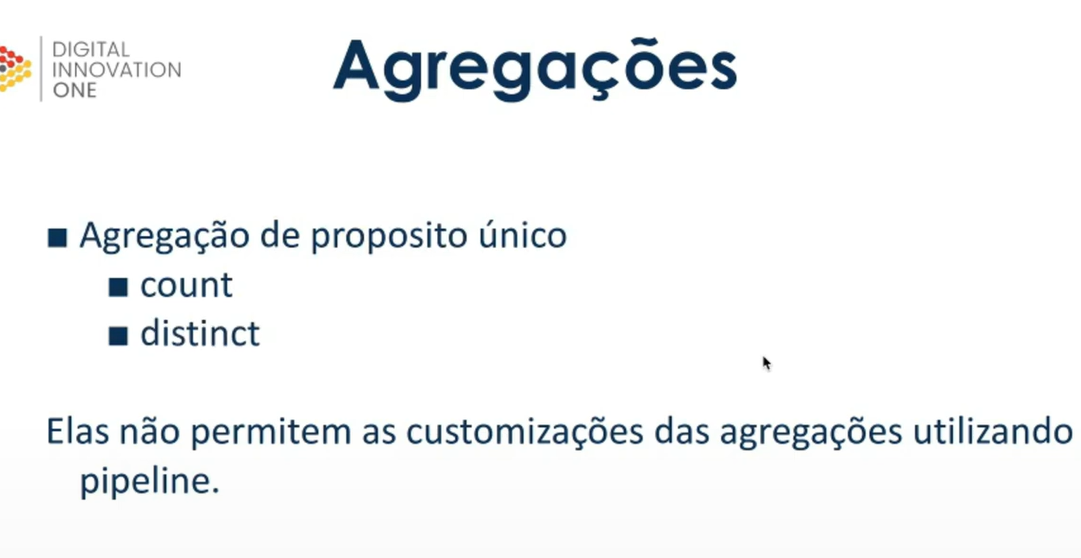 DIGITAL
INNOVATION
ONE
Agregações
■ Agregação de proposito único
■ count
■ distinct
Elas não permitem as customizações das agregações utilizando
pipeline.